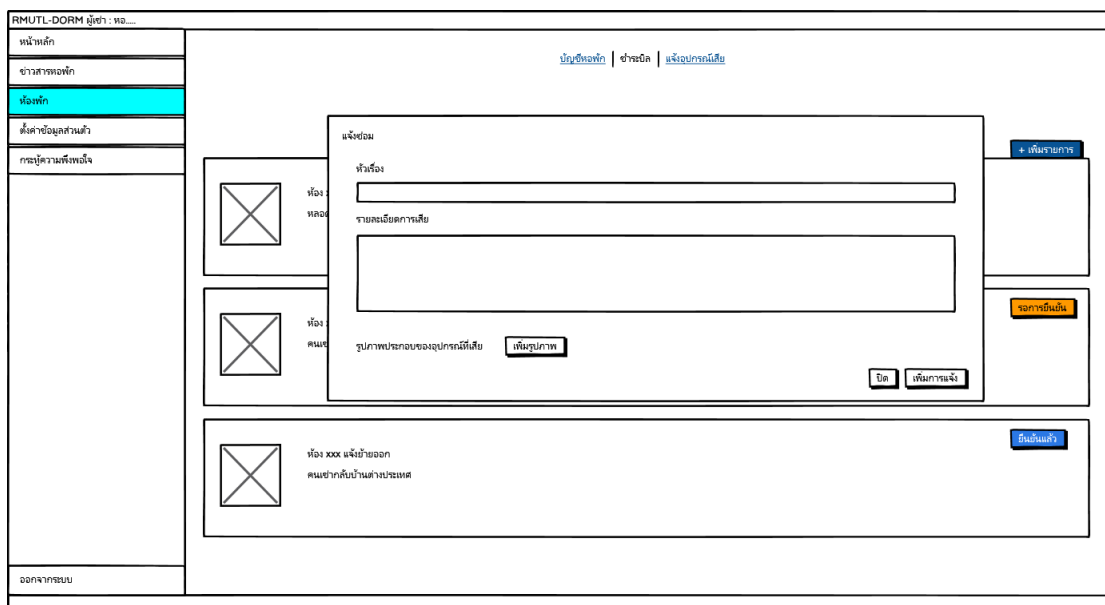 RMUTL-DORM ผู้เช่า : หอ.....
หน้าหลัก
ข่าวสารหอพัก
ห้องพัก
ตั้งค่าข้อมูลส่วนตัว
กระทู้ความพึงพอใจ
ออกจากระบบ
บัญชีหอพัก | ชำระบิล | แจ้งอุปกรณ์เสีย
+ เพิ่มรายการ
แจ้งซ่อม
หัวเรื่อง
รายละเอียดการเสีย
รูปภาพประกอบของอุปกรณ์ที่เสีย เพิ่มรูปภาพ
ปิด เพิ่มการแจ้ง
ห้อง
ห้อง
รอการยืนยัน
ห้อง xxx แจ้งย้ายออก
คนเช่ากลับบ้านต่างประเทศ
ยืนยันแล้ว